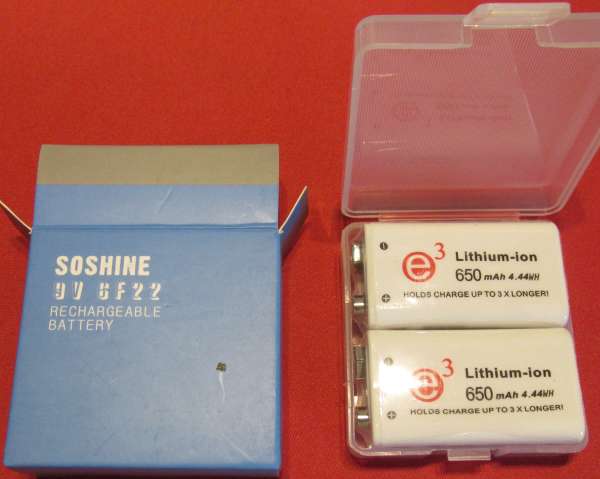 SOSHINE
9V 6F22
RECHARGEABLE
BATTERY
e3
Lithium-ion
650 mAh 4.44WH
HOLDS CHARGE UP TO 3 X LONGER!
e3
Lithium-ion
650 mAh 4.44WH
HOLDS CHARGE UP TO 3 X LONGER!